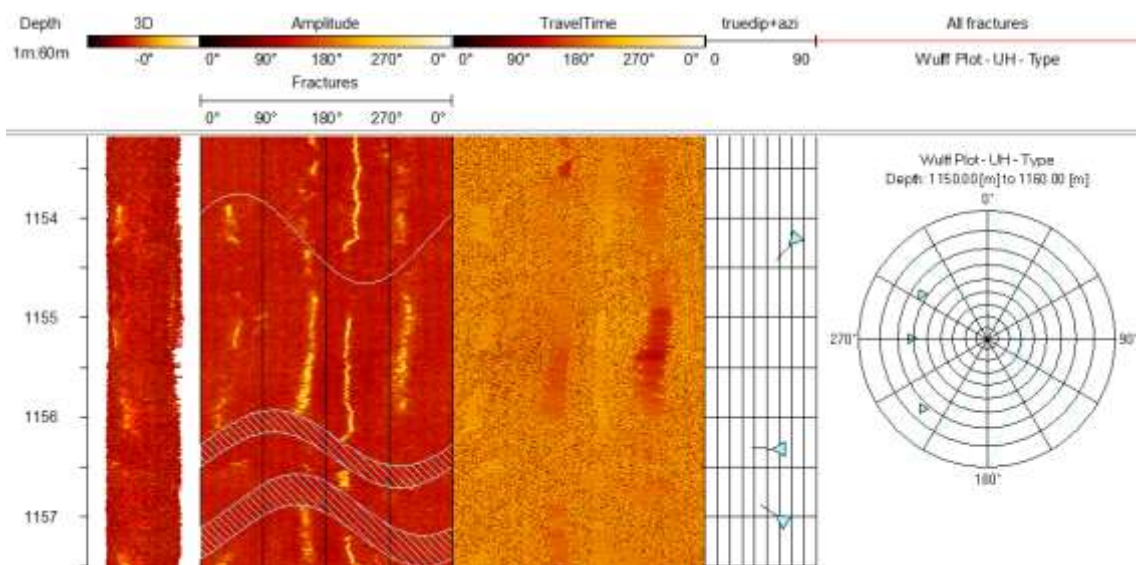 Depth 3D Amplitude TravelTime truedip+azi All fractures
1m:60m -0° 0° 90° 180° 270° 0° 0° 90° 180° 270° 0° 0 90 Wulff Plot - UH - Type
Fractures
0° 90° 180° 270° 0°
Wulff Plot - UH - Type
Depth: 1150.00 [m] to 1160.00 [m]
0°
1154
1155
270° 90°
1156
180°
1157